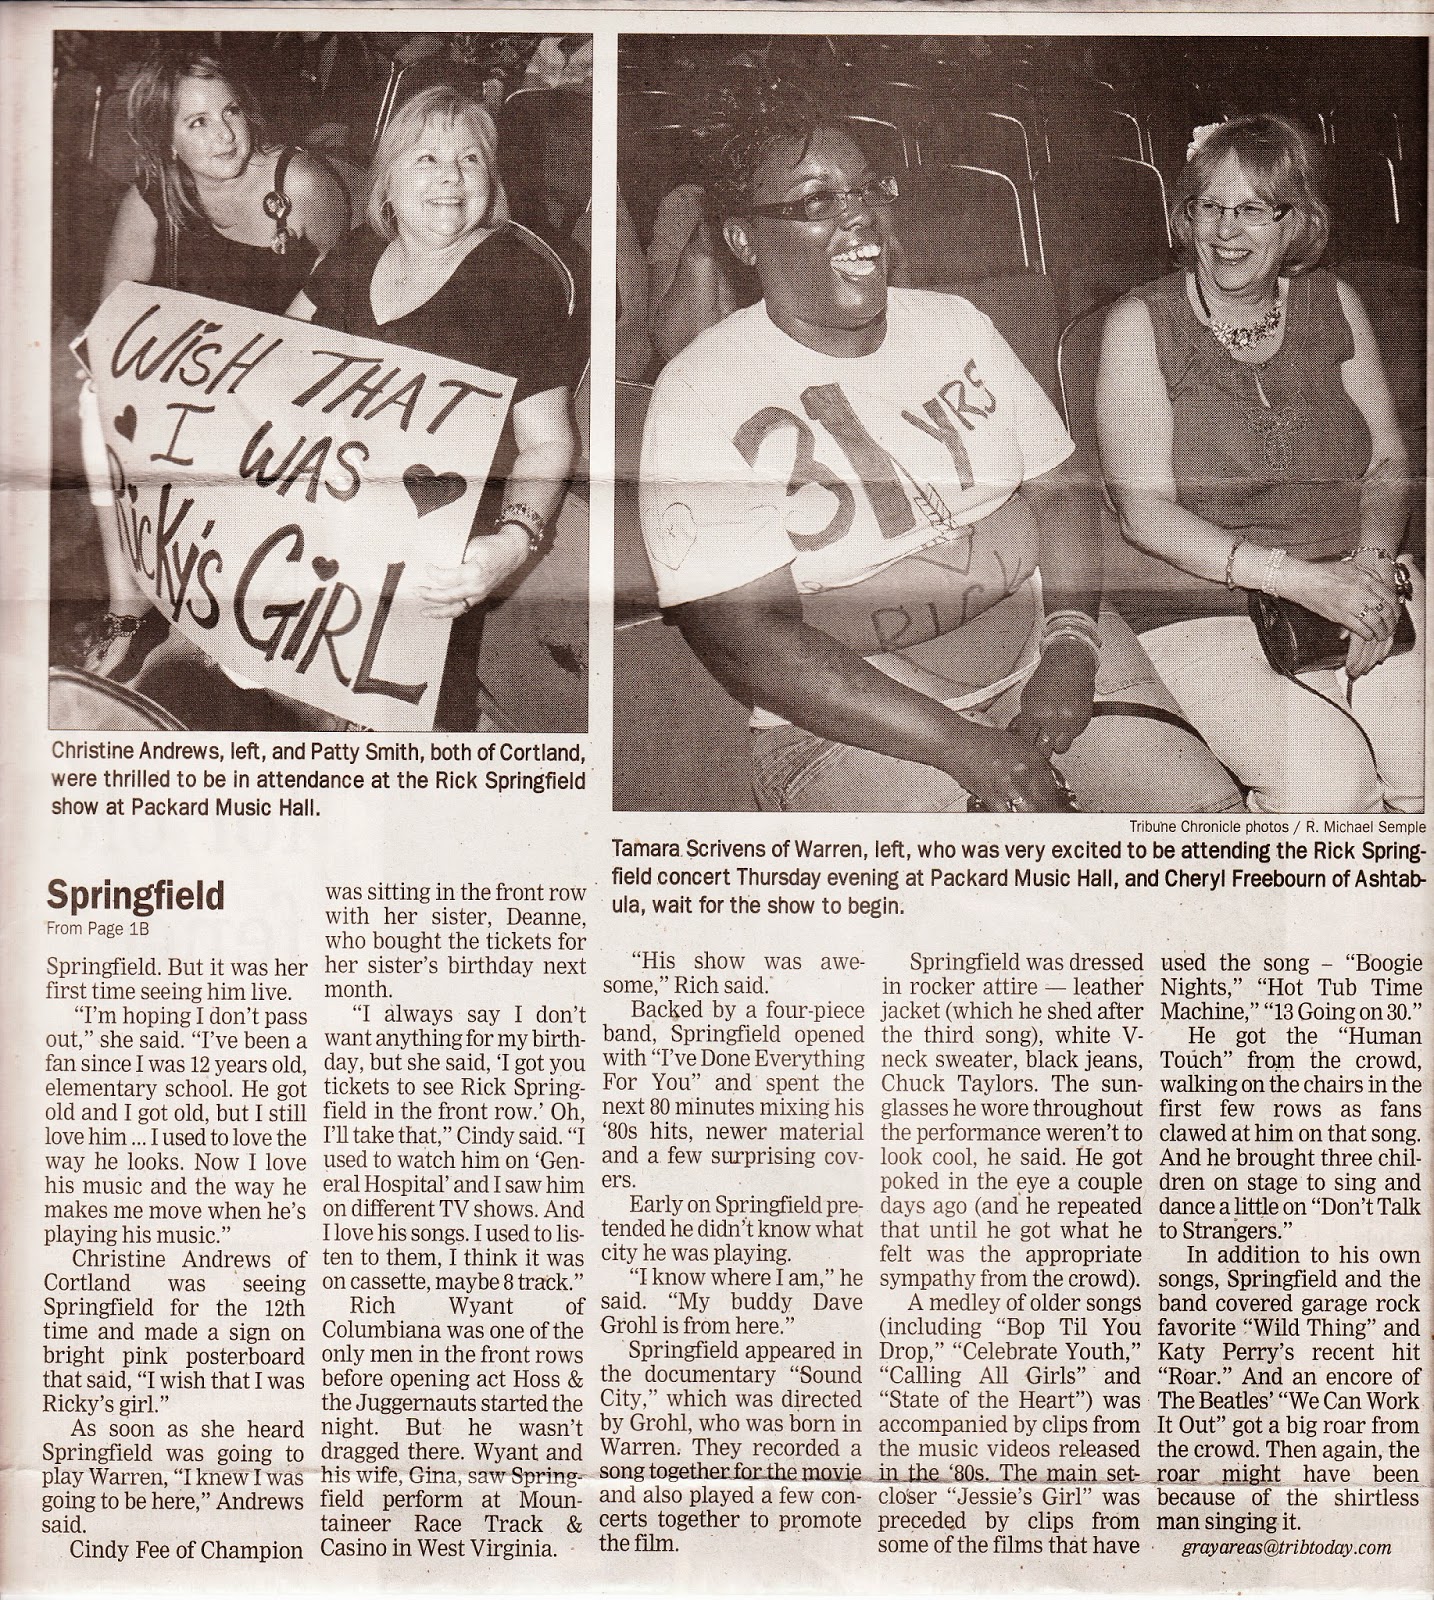 WISH THAT
I WAS
RICKY'S
GIRL
31 YRS
RICK
Christine Andrews, left, and Patty Smith, both of Cortland,
were thrilled to be in attendance at the Rick Springfield
show at Packard Music Hall.
Tribune Chronicle photos / R. Michael Semple
Tamara Scrivens of Warren, left, who was very excited to be attending the Rick Spring-
field concert Thursday evening at Packard Music Hall, and Cheryl Freebourn of Ashtab-
ula, wait for the show to begin.
Springfield
From Page 1B
Springfield. But it was her
first time seeing him live.
“I’m hoping I don’t pass
out,” she said. “I’ve been a
fan since I was 12 years old,
elementary school. He got
old and I got old, but I still
love him ... I used to love the
way he looks. Now I love
his music and the way he
makes me move when he’s
playing his music.”
Christine Andrews of
Cortland was seeing
Springfield for the 12th
time and made a sign on
bright pink posterboard
that said, “I wish that I was
Ricky’s girl.”
As soon as she heard
Springfield was going to
play Warren, “I knew I was
going to be here,” Andrews
said.
Cindy Fee of Champion
was sitting in the front row
with her sister, Deanne,
who bought the tickets for
her sister’s birthday next
month.
“I always say I don’t
want anything for my birth-
day, but she said, ‘I got you
tickets to see Rick Spring-
field in the front row.’ Oh,
I’ll take that,” Cindy said. “I
used to watch him on ‘Gen-
eral Hospital’ and I saw him
on different TV shows. And
I love his songs. I used to lis-
ten to them, I think it was
on cassette, maybe 8 track.”
Rich Wyant of
Columbiana was one of the
only men in the front rows
before opening act Hoss &
the Juggernauts started the
night. But he wasn’t
dragged there. Wyant and
his wife, Gina, saw Spring-
field perform at Moun-
taineer Race Track &
Casino in West Virginia.
“His show was awe-
some,” Rich said.
Backed by a four-piece
band, Springfield opened
with “I’ve Done Everything
For You” and spent the
next 80 minutes mixing his
‘80s hits, newer material
and a few surprising cov-
ers.
Early on Springfield pre-
tended he didn’t know what
city he was playing.
“I know where I am,” he
said. “My buddy Dave
Grohl is from here.”
Springfield appeared in
the documentary “Sound
City,” which was directed
by Grohl, who was born in
Warren. They recorded a
song together for the movie
and also played a few con-
certs together to promote
the film.
Springfield was dressed
in rocker attire — leather
jacket (which he shed after
the third song), white V-
neck sweater, black jeans,
Chuck Taylors. The sun-
glasses he wore throughout
the performance weren’t to
look cool, he said. He got
poked in the eye a couple
days ago (and he repeated
that until he got what he
felt was the appropriate
sympathy from the crowd).
A medley of older songs
(including “Bop Til You
Drop,” “Celebrate Youth,”
“Calling All Girls” and
“State of the Heart”) was
accompanied by clips from
the music videos released
in the ‘80s. The main set-
closer “Jessie’s Girl” was
preceded by clips from
some of the films that have
used the song – “Boogie
Nights,” “Hot Tub Time
Machine,” “13 Going on 30.”
He got the “Human
Touch” from the crowd,
walking on the chairs in the
first few rows as fans
clawed at him on that song.
And he brought three chil-
dren on stage to sing and
dance a little on “Don’t Talk
to Strangers.”
In addition to his own
songs, Springfield and the
band covered garage rock
favorite “Wild Thing” and
Katy Perry’s recent hit
“Roar.” And an encore of
The Beatles’ “We Can Work
It Out” got a big roar from
the crowd. Then again, the
roar might have been
because of the shirtless
man singing it.
grayareas@tribtoday.com